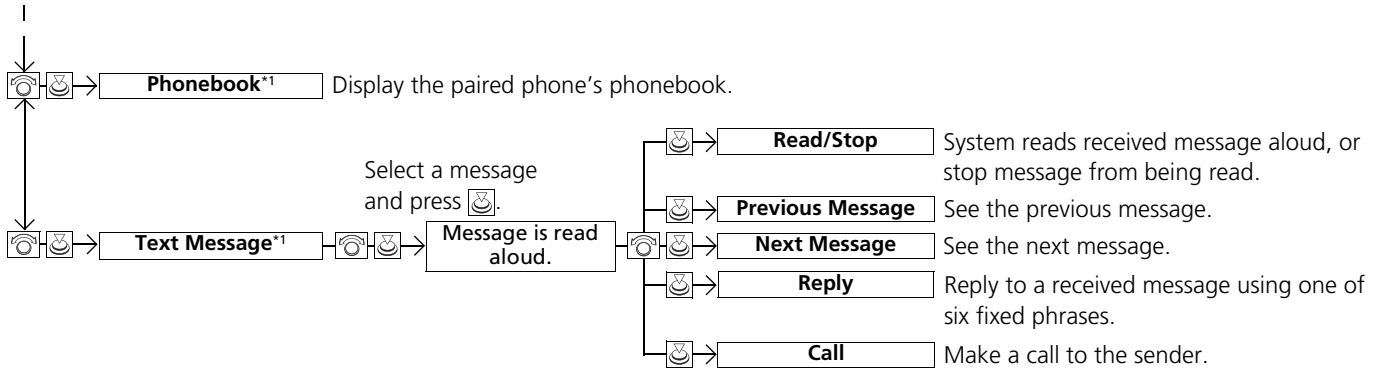 Phonebook*1 Display the paired phone's phonebook.
Select a message
and press .
Text Message*1
Message is read
aloud.
Read/Stop System reads received message aloud, or
stop message from being read.
Previous Message See the previous message.
Next Message See the next message.
Reply Reply to a received message using one of
six fixed phrases.
Call Make a call to the sender.